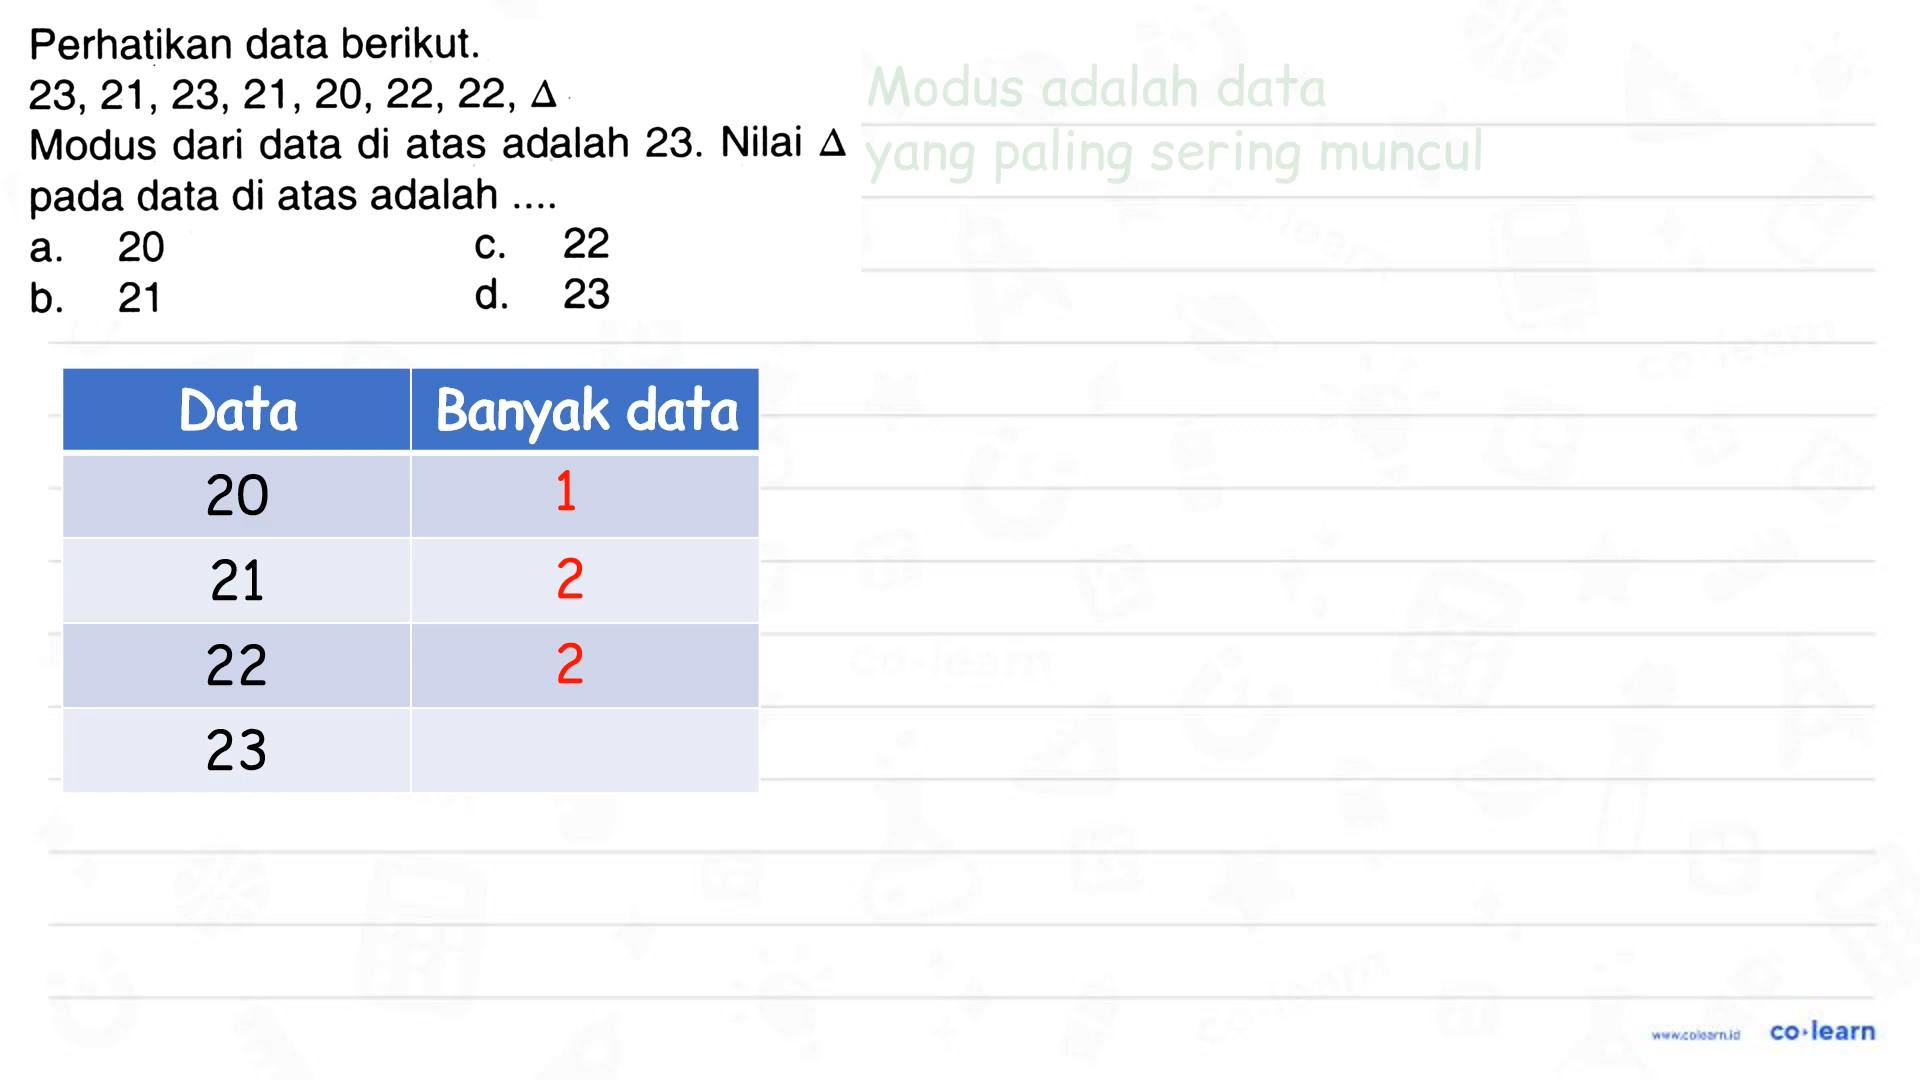 Perhatikan data berikut.
23, 21, 23, 21, 20, 22, 22, Δ
Modus dari data di atas adalah 23. Nilai Δ
pada data di atas adalah ....
a. 20 c. 22
b. 21 d. 23
Modus adalah data
yang paling sering muncul
Data Banyak data
20 1
21 2
22 2
23
www.colearn.id co·learn